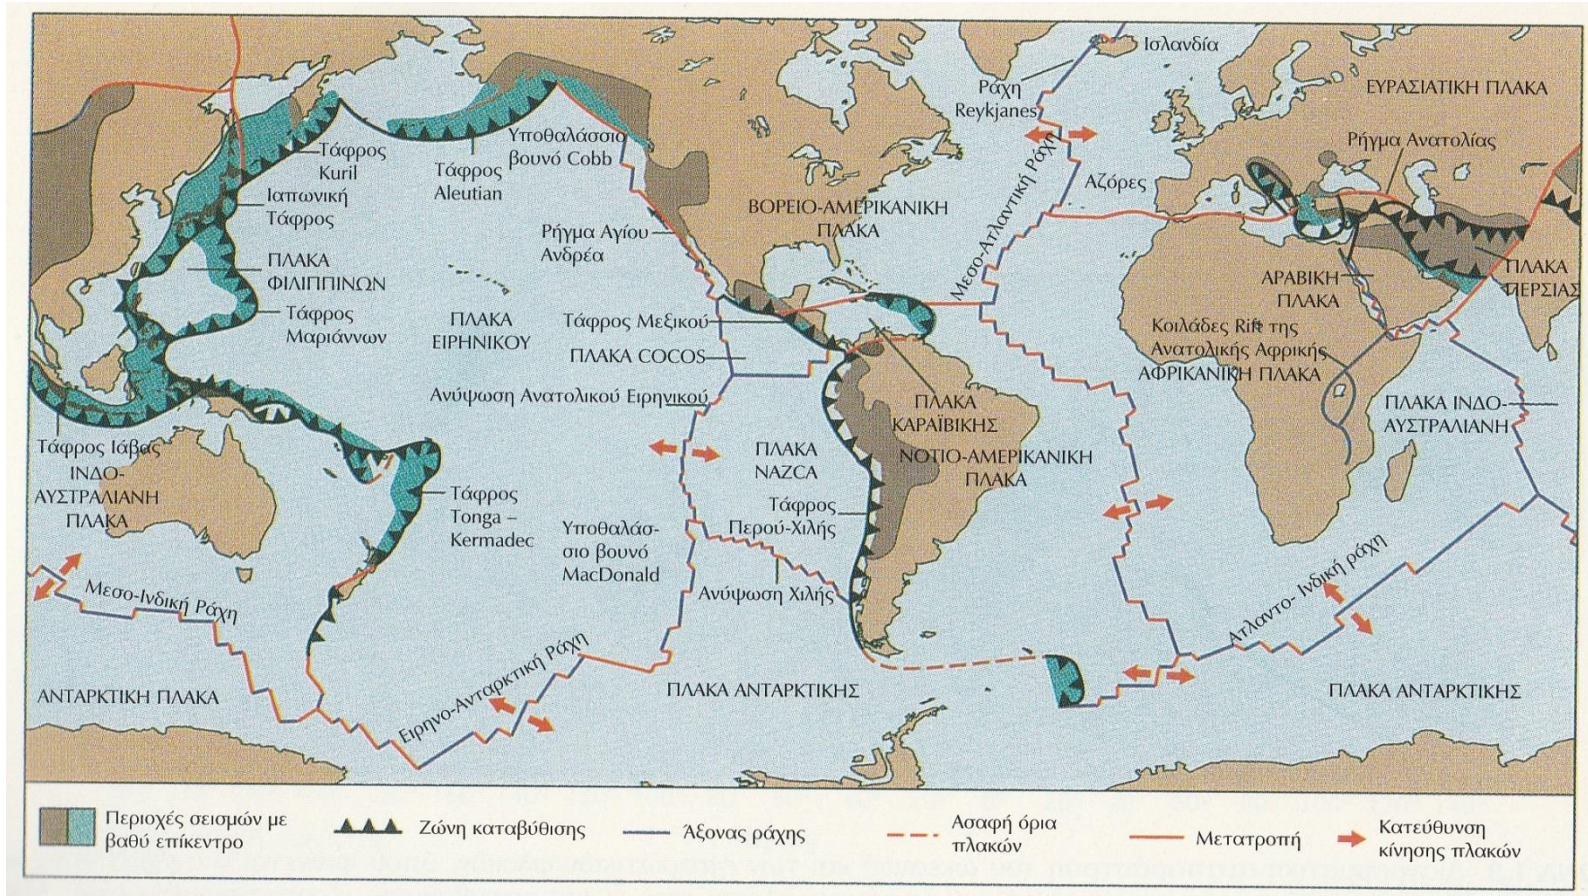 Ισλανδία
Ράχη
Reykjanes
ΕΥΡΑΣΙΑΤΙΚΗ ΠΛΑΚΑ
Ρήγμα Ανατολίας
Υποθαλάσσιο
βουνό Cobb
Τάφρος
Kuril
Τάφρος
Aleutian
Ιαπωνική
Τάφρος
Αζόρες
ΒΟΡΕΙΟ-ΑΜΕΡΙΚΑΝΙΚΗ
ΠΛΑΚΑ
Μεσο-Ατλαντική Ράχη
Ρήγμα Αγίου
Ανδρέα
ΠΛΑΚΑ
ΦΙΛΙΠΠΙΝΩΝ
ΑΡΑΒΙΚΗ
ΠΛΑΚΑ
ΠΛΑΚΑ
ΠΕΡΣΙΑΣ
Τάφρος
Μαριάννων
ΠΛΑΚΑ
ΕΙΡΗΝΙΚΟΥ
Τάφρος Μεξικού
ΠΛΑΚΑ COCOS
Κοιλάδες Rift της
Ανατολικής Αφρικής
ΑΦΡΙΚΑΝΙΚΗ ΠΛΑΚΑ
Ανύψωση Ανατολικού Ειρηνικού
ΠΛΑΚΑ
ΚΑΡΑΪΒΙΚΗΣ
ΠΛΑΚΑ ΙΝΔΟ-
ΑΥΣΤΡΑΛΙΑΝΗ
Τάφρος Ιάβας
ΙΝΔΟ-
ΑΥΣΤΡΑΛΙΑΝΗ
ΠΛΑΚΑ
ΠΛΑΚΑ
NAZCA
ΝΟΤΙΟ-ΑΜΕΡΙΚΑΝΙΚΗ
ΠΛΑΚΑ
Τάφρος
Tonga –
Kermadec
Τάφρος
Περού-Χιλής
Υποθαλάσ-
σιο βουνό
MacDonald
Ανύψωση Χιλής
Μεσο-Ινδική Ράχη
Ατλαντο- Ινδική ράχη
Ειρηνο-Ανταρκτική Ράχη
ΑΝΤΑΡΚΤΙΚΗ ΠΛΑΚΑ
ΠΛΑΚΑ ΑΝΤΑΡΚΤΙΚΗΣ
ΠΛΑΚΑ ΑΝΤΑΡΚΤΙΚΗΣ
Περιοχές σεισμών με
βαθύ επίκεντρο
Ζώνη καταβύθισης
Άξονας ράχης
Ασαφή όρια
πλακών
Μετατροπή
Κατεύθυνση
κίνησης πλακών